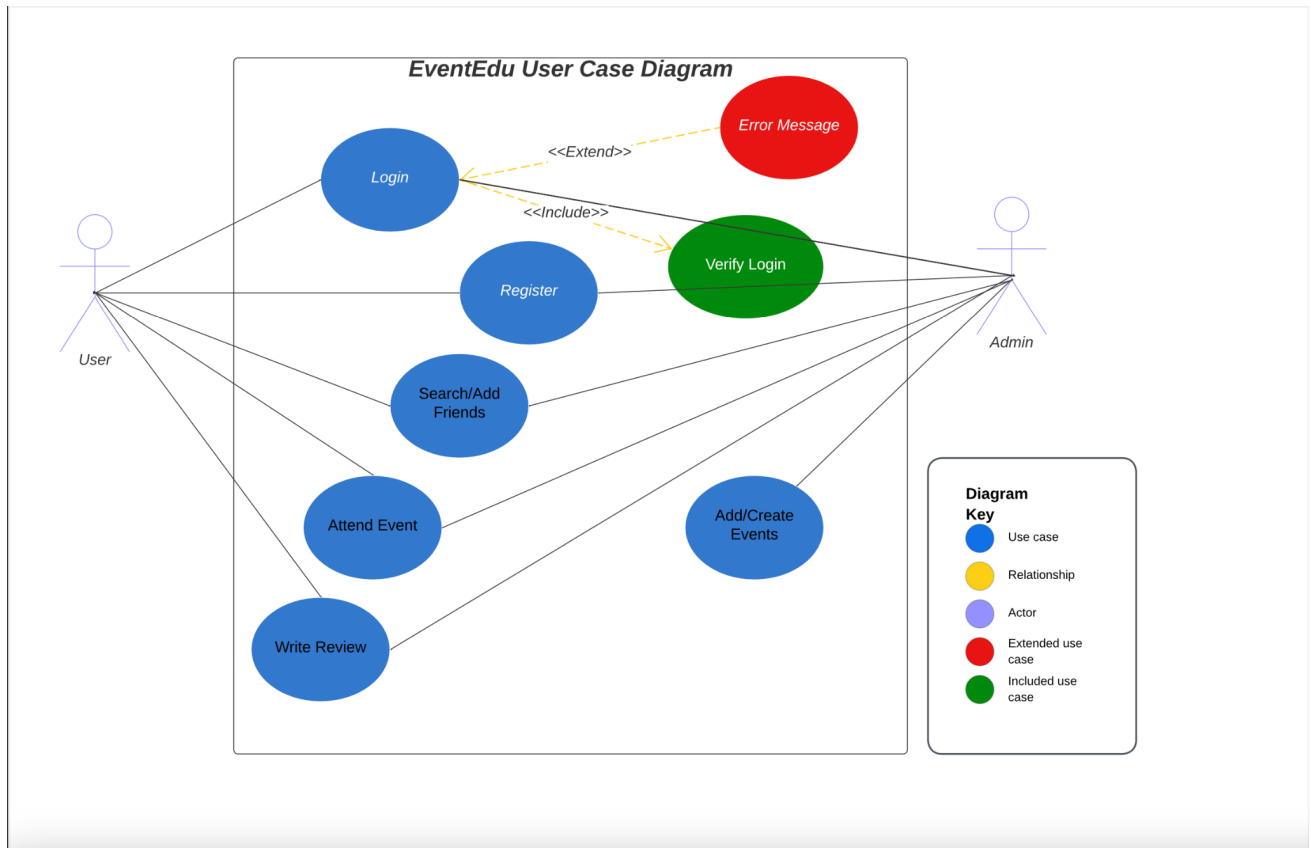 EventEdu User Case Diagram
Error Message
<<Extend>>
Login
<<Include>>
Verify Login
Register
User
Admin
Search/Add
Friends
Attend Event
Add/Create
Events
Write Review
Diagram
Key
Use case
Relationship
Actor
Extended use
case
Included use
case